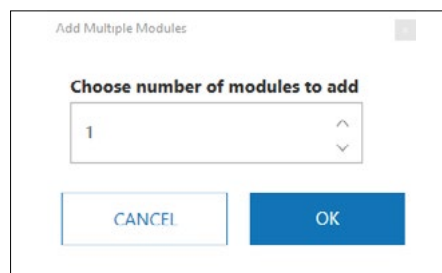 Add Multiple Modules
Choose number of modules to add
1
CANCEL
OK